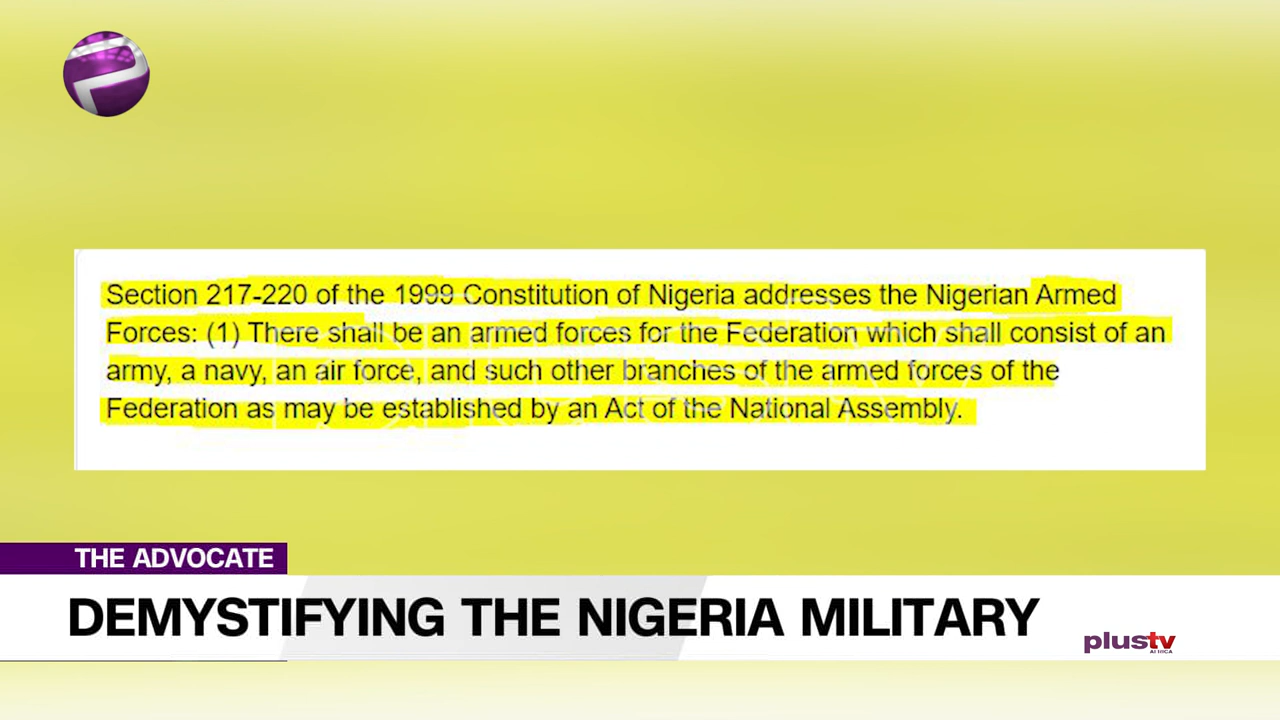 Section 217-220 of the 1999 Constitution of Nigeria addresses the Nigerian Armed
Forces: (1) There shall be an armed forces for the Federation which shall consist of an
army, a navy, an air force, and such other branches of the armed forces of the
Federation as may be established by an Act of the National Assembly.
THE ADVOCATE
DEMYSTIFYING THE NIGERIA MILITARY
plustv
AFRICA